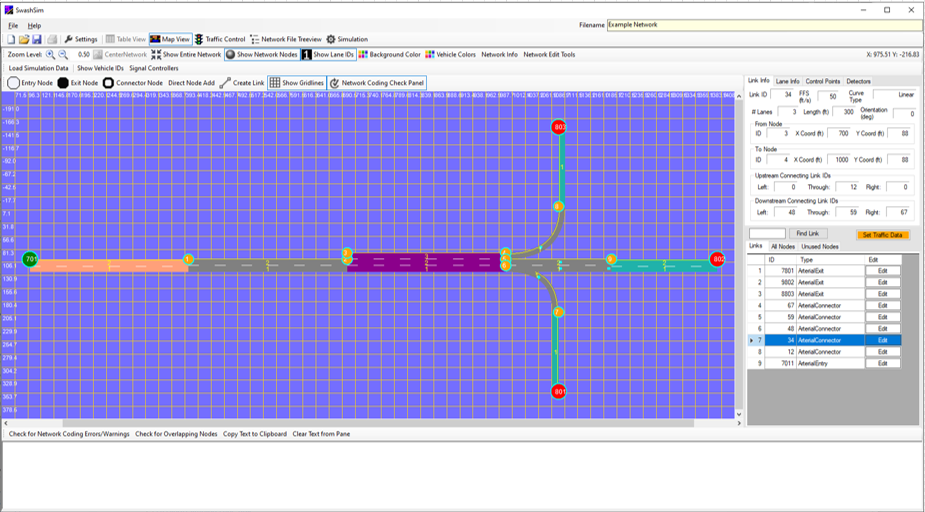 SwashSim
File Help
Filename Example Network
Settings Table View Map View Traffic Control Network File Treeview Simulation
Zoom Level: 0.50 CenterNetwork Show Entire Network Show Network Nodes Show Lane IDs Background Color Vehicle Colors Network Info Network Edit Tools X: 975.51 Y: -216.83
Load Simulation Data Show Vehicle IDs Signal Controllers
Entry Node Exit Node Connector Node Direct Node Add Create Link Show Gridlines Network Coding Check Panel
-191.0
-166.3
-141.6
-92.0
-67.2
-42.6
7.1
31.8
56.6
81.3
106.1
130.9
155.6
180.4
205.1
229.9
254.7
279.4
304.2
328.9
353.7
378.5
701
803
802
801
Link Info Lane Info Control Points Detectors
Link ID 34 FFS (ft/s) 50 Curve Type Linear
# Lanes 3 Length (ft) 300 Orientation (deg) 0
From Node
ID 3 X Coord (ft) 700 Y Coord (ft) 88
To Node
ID 4 X Coord (ft) 1000 Y Coord (ft) 88
Upstream Connecting Link IDs
Left: 0 Through: 12 Right: 0
Downstream Connecting Link IDs
Left: 48 Through: 59 Right: 67
Find Link Set Traffic Data
Links All Nodes Unused Nodes
ID Type Edit
1 7801 ArterialExit Edit
2 9802 ArterialExit Edit
3 8803 ArterialExit Edit
4 67 ArterialConnector Edit
5 59 ArterialConnector Edit
6 48 ArterialConnector Edit
7 34 ArterialConnector Edit
8 12 ArterialConnector Edit
9 7011 ArterialEntry Edit
Check for Network Coding Errors/Warnings Check for Overlapping Nodes Copy Text to Clipboard Clear Text from Pane